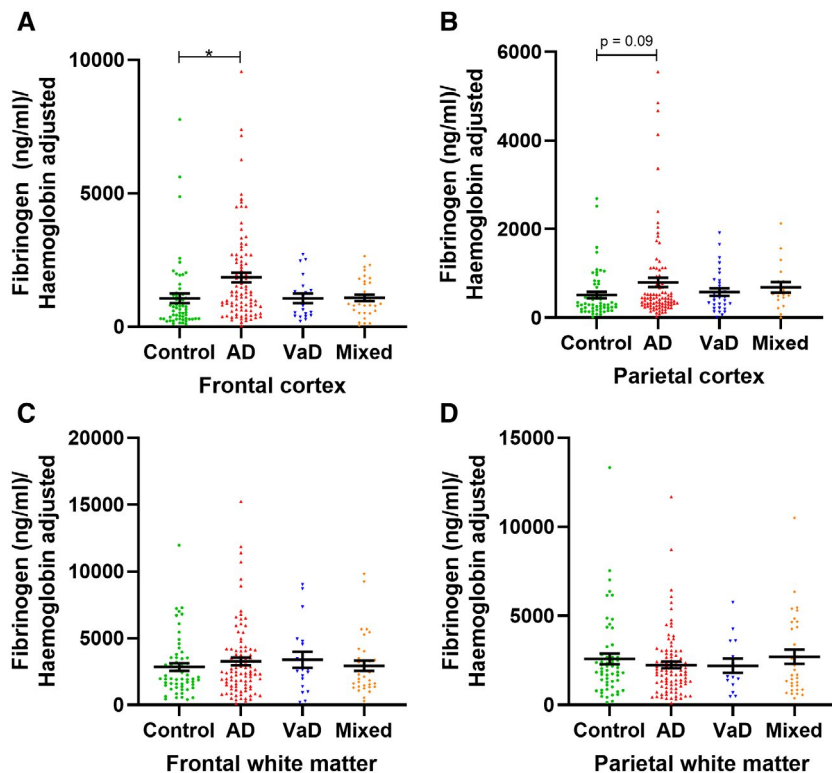 A
Fibrinogen (ng/ml)/
Haemoglobin adjusted
10000
5000
0
*
Control AD VaD Mixed
Frontal cortex
B
Fibrinogen (ng/ml)/
Haemoglobin adjusted
6000
4000
2000
0
p = 0.09
Control AD VaD Mixed
Parietal cortex
C
Fibrinogen (ng/ml)/
Haemoglobin adjusted
20000
15000
10000
5000
0
Control AD VaD Mixed
Frontal white matter
D
Fibrinogen (ng/ml)/
Haemoglobin adjusted
15000
10000
5000
0
Control AD VaD Mixed
Parietal white matter